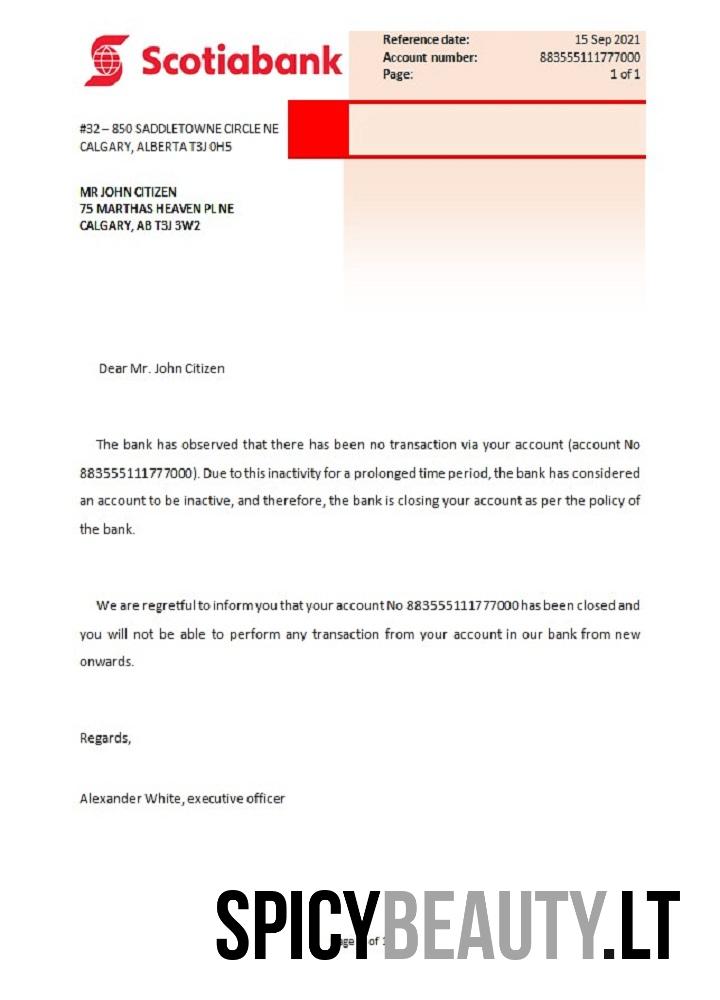 Scotiabank
Reference date: 15 Sep 2021
Account number: 883555111777000
Page: 1 of 1
#32 – 850 SADDLETOWNE CIRCLE NE
CALGARY, ALBERTA T3J 0H5
MR JOHN CITIZEN
75 MARTHAS HEAVEN PL NE
CALGARY, AB T3J 3W2
Dear Mr. John Citizen
The bank has observed that there has been no transaction via your account (account No
883555111777000). Due to this inactivity for a prolonged time period, the bank has considered
an account to be inactive, and therefore, the bank is closing your account as per the policy of
the bank.
We are regretful to inform you that your account No 883555111777000 has been closed and
you will not be able to perform any transaction from your account in our bank from new
onwards.
Regards,
Alexander White, executive officer
SPICYBEAUTY.LT